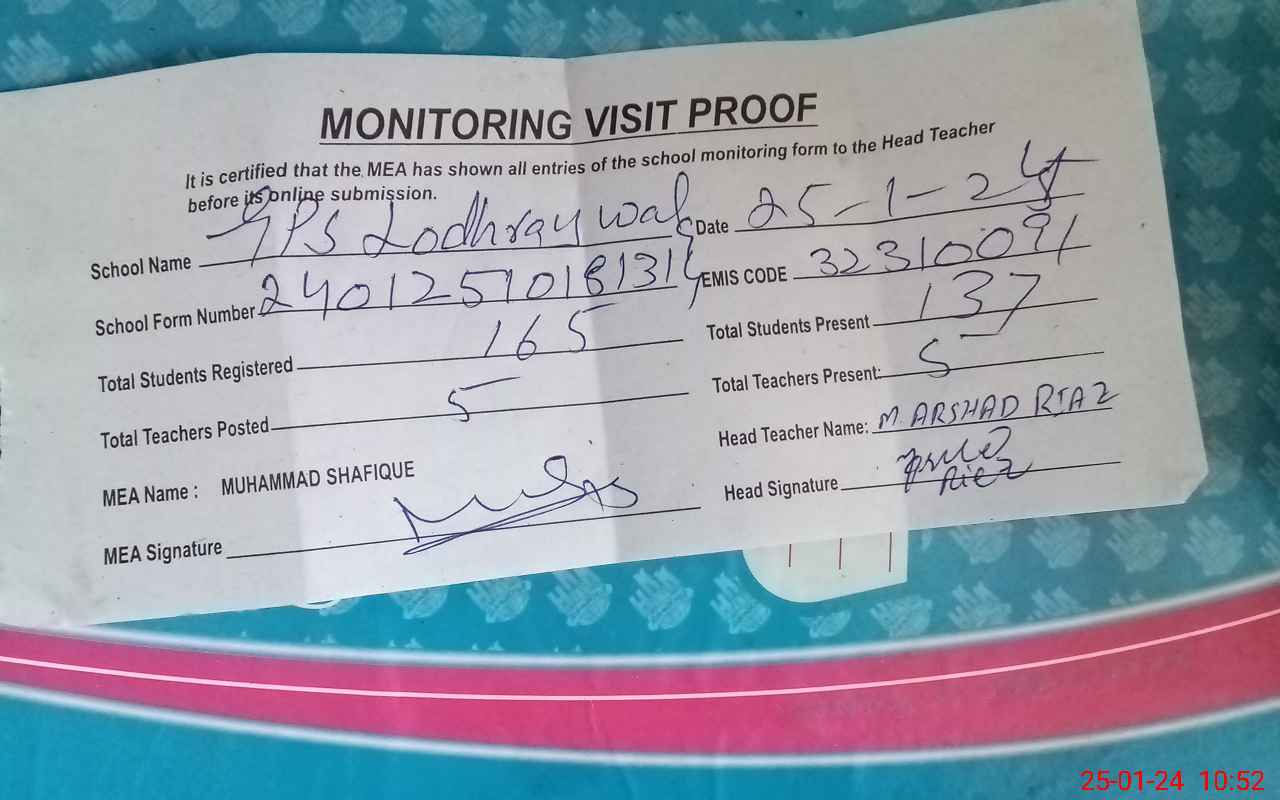 MONITORING VISIT PROOF
It is certified that the MEA has shown all entries of the school monitoring form to the Head Teacher
before its online submission.
School Name GPS Lodhray wal Date 25-1-24
School Form Number EMIS CODE 32310091
Total Students Registered 165 Total Students Present 137
Total Teachers Posted 5 Total Teachers Present: 5
MEA Name : MUHAMMAD SHAFIQUE Head Teacher Name: M. ARSHAD RIAZ
MEA Signature Head Signature
25-01-24 10:52